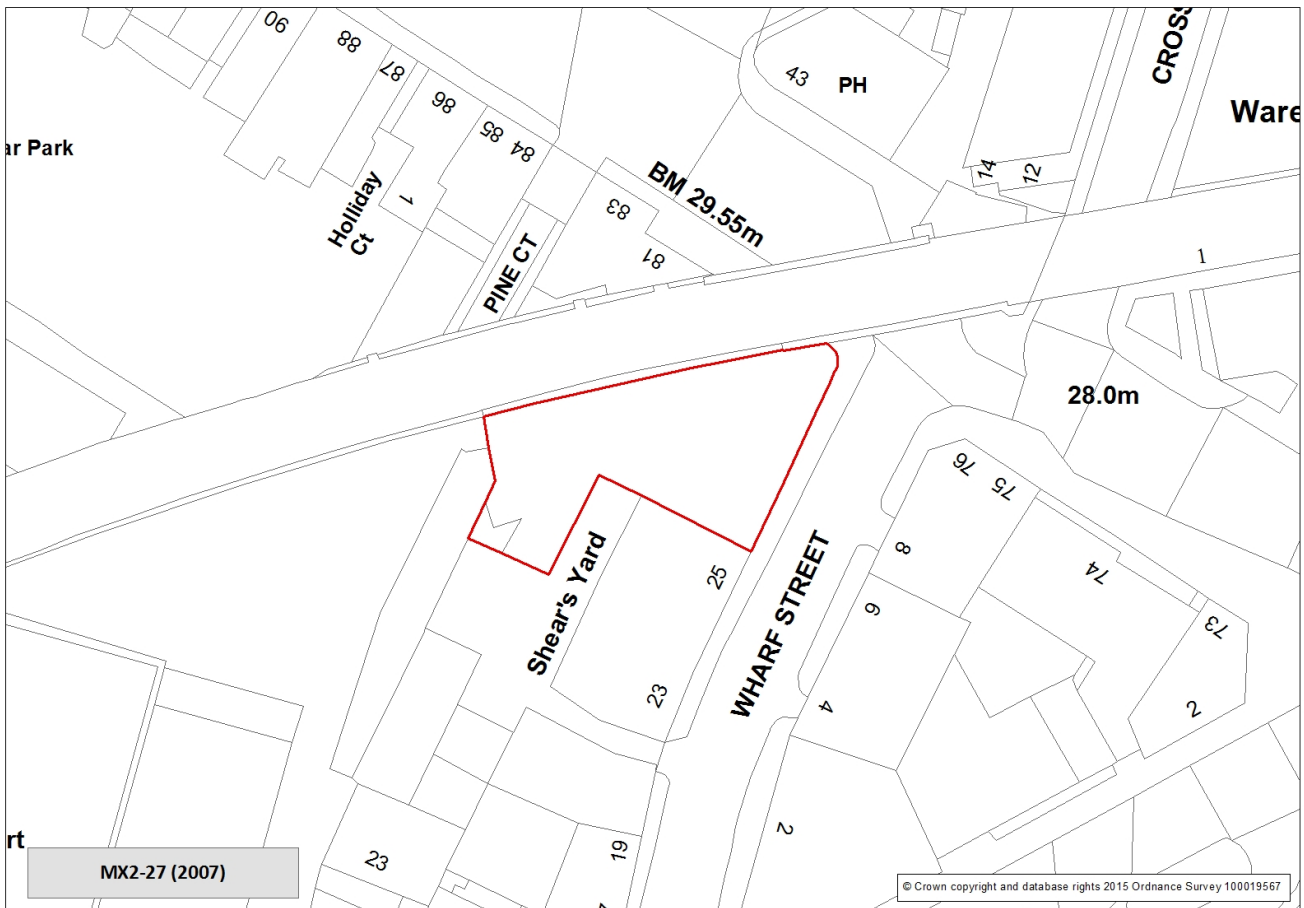 90
88
87
86
85
84
43
PH
CROSS
Ware
ar Park
Holliday
Ct
1
PINE CT
83
81
BM 29.55m
14
12
1
28.0m
76
75
74
73
2
8
6
4
2
WHARF STREET
25
23
Shear's Yard
19
23
rt
MX2-27 (2007)
© Crown copyright and database rights 2015 Ordnance Survey 100019567